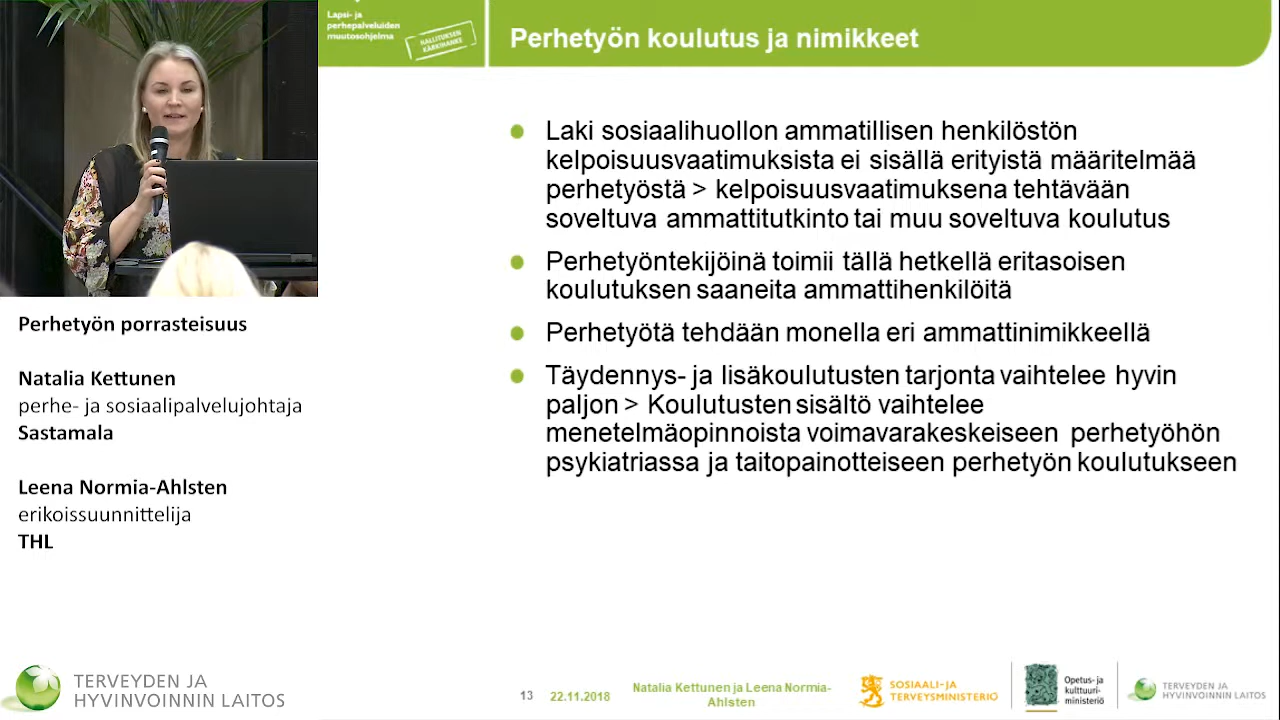 Lapsi- ja
perhepalveluiden
muutosohjelma
HALLITUKSEN
KÄRKIHANKE
Perhetyön koulutus ja nimikkeet
Laki sosiaalihuollon ammatillisen henkilöstön
kelpoisuusvaatimuksista ei sisällä erityistä määritelmää
perhetyöstä > kelpoisuusvaatimuksena tehtävään
soveltuva ammattitutkinto tai muu soveltuva koulutus
Perhetyöntekijöinä toimii tällä hetkellä eritasoisen
koulutuksen saaneita ammattihenkilöitä
Perhetyötä tehdään monella eri ammattinimikkeellä
Täydennys- ja lisäkoulutusten tarjonta vaihtelee hyvin
paljon > Koulutusten sisältö vaihtelee
menetelmäopinnoista voimavarakeskeiseen perhetyöhön
psykiatriassa ja taitopainotteiseen perhetyön koulutukseen
Perhetyön porrasteisuus
Natalia Kettunen
perhe- ja sosiaalipalvelujohtaja
Sastamala
Leena Normia-Ahlsten
erikoissuunnittelija
THL
TERVEYDEN JA
HYVINVOINNIN LAITOS
13
22.11.2018
Natalia Kettunen ja Leena Normia-
Ahlsten
SOSIAALI- JA
TERVEYSMINISTERIÖ
Opetus- ja
kulttuuri-
ministeriö
TERVEYDEN JA
HYVINVOINNIN LAITOS